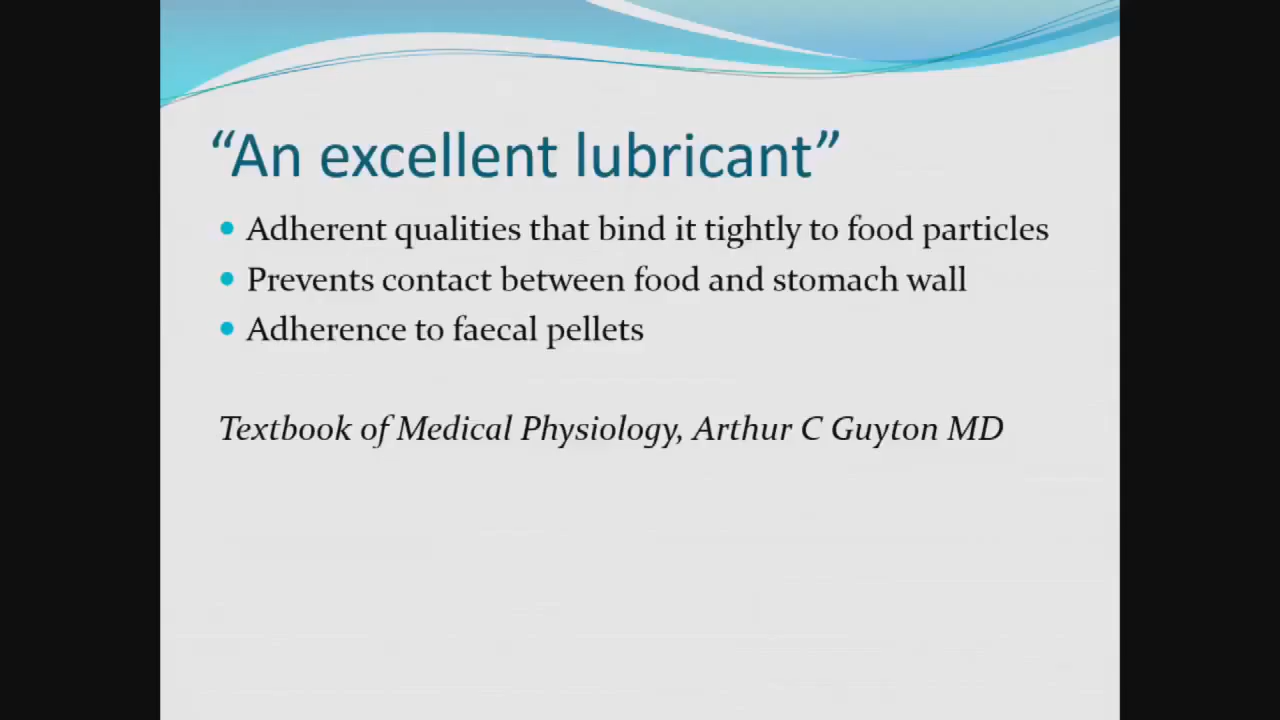 “An excellent lubricant”
• Adherent qualities that bind it tightly to food particles
• Prevents contact between food and stomach wall
• Adherence to faecal pellets
Textbook of Medical Physiology, Arthur C Guyton MD